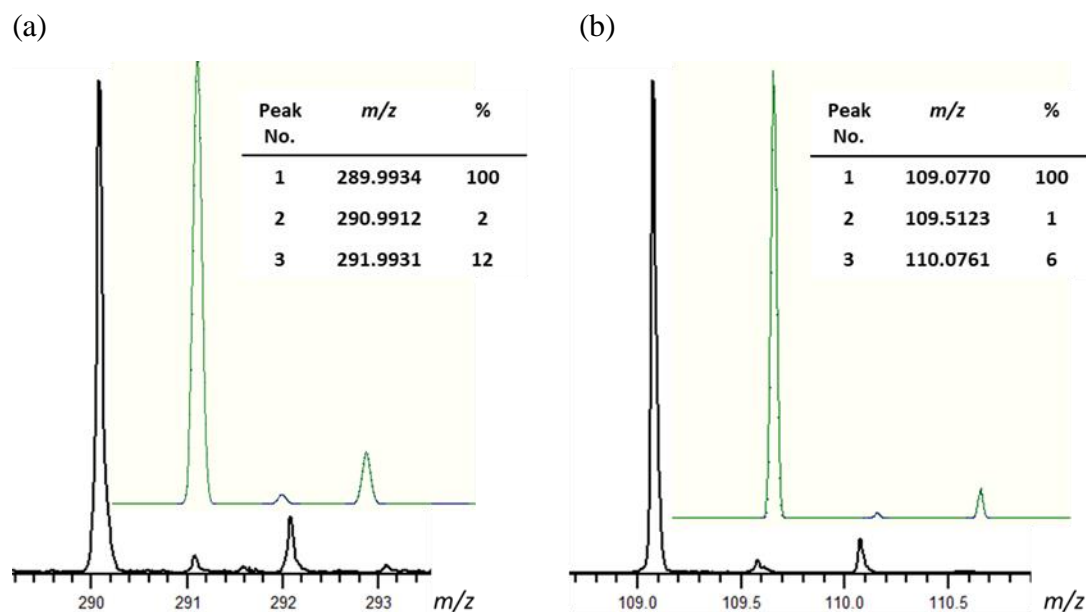 (a)
(b)
Peak No. m/z %
1 289.9934 100
2 290.9912 2
3 291.9931 12
290 291 292 293 m/z
Peak No. m/z %
1 109.0770 100
2 109.5123 1
3 110.0761 6
109.0 109.5 110.0 110.5 m/z